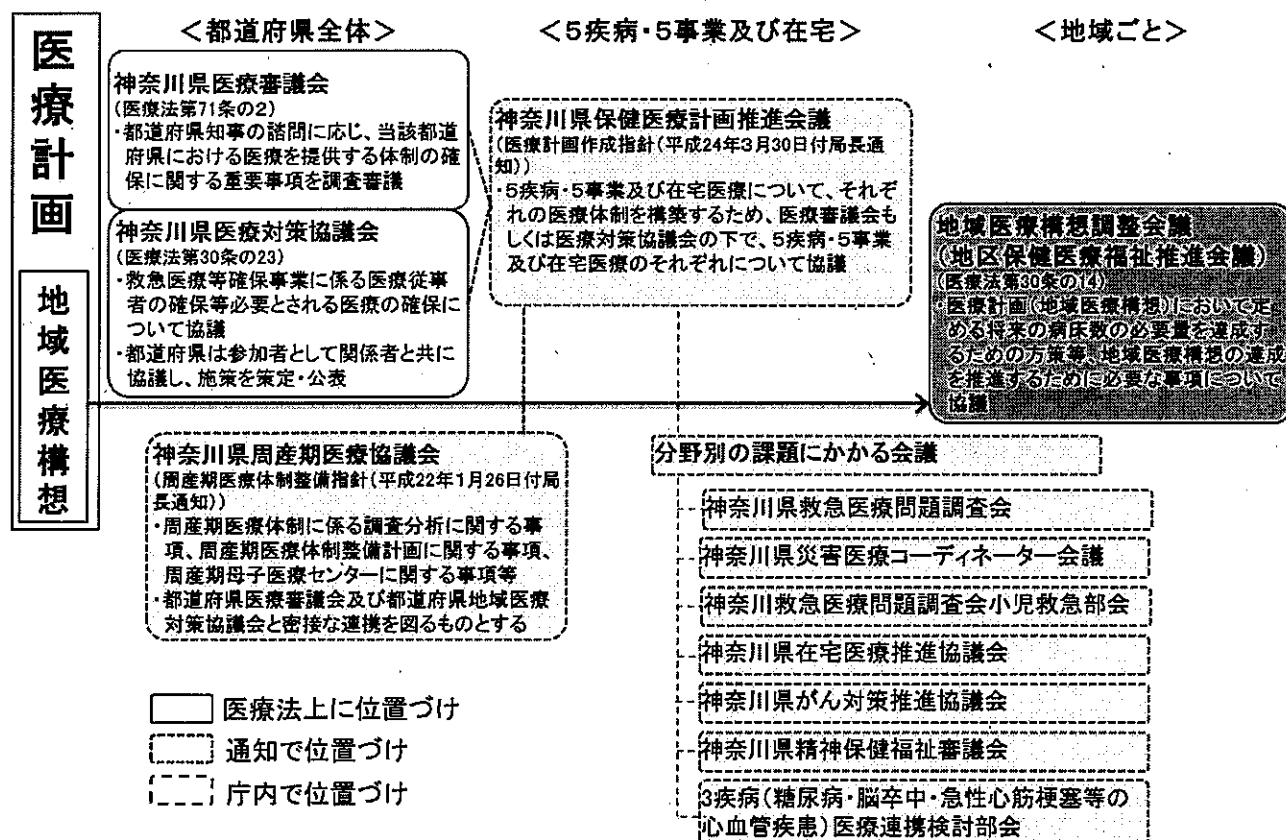 医療計画
地域医療構想
<都道府県全体>
神奈川県医療審議会
(医療法第71条の2)
・都道府県知事の諮問に応じ、当該都道
府県における医療を提供する体制の確
保に関する重要事項を調査審議
神奈川県医療対策協議会
(医療法第30条の23)
・救急医療等確保事業に係る医療従事
者の確保等必要とされる医療の確保に
ついて協議
・都道府県は参加者として関係者と共に
協議し、施策を策定・公表
神奈川県周産期医療協議会
(周産期医療体制整備指針(平成22年1月26日付局
長通知))
・周産期医療体制に係る調査分析に関する事
項、周産期医療体制整備計画に関する事項、
周産期母子医療センターに関する事項等
・都道府県医療審議会及び都道府県地域医療
対策協議会と密接な連携を図るものとする
<5疾病・5事業及び在宅>
神奈川県保健医療計画推進会議
(医療計画作成指針(平成24年3月30日付局長通
知))
・5疾病・5事業及び在宅医療について、それぞ
れの医療体制を構築するため、医療審議会も
しくは医療対策協議会の下で、5疾病・5事業
及び在宅医療のそれぞれについて協議
<地域ごと>
地域医療構想調整会議
(地区保健医療福祉推進会議)
(医療法第30条の14)
医療計画(地域医療構想)において定
める将来の病床数の必要量を達成す
るための方策等、地域医療構想の達成
を推進するために必要な事項について
協議
分野別の課題にかかる会議
神奈川県救急医療問題調査会
神奈川県災害医療コーディネーター会議
神奈川救急医療問題調査会小児救急部会
神奈川県在宅医療推進協議会
神奈川県がん対策推進協議会
神奈川県精神保健福祉審議会
3疾病(糖尿病・脳卒中・急性心筋梗塞等の
心血管疾患)医療連携検討部会
医療法上に位置づけ
通知で位置づけ
庁内で位置づけ